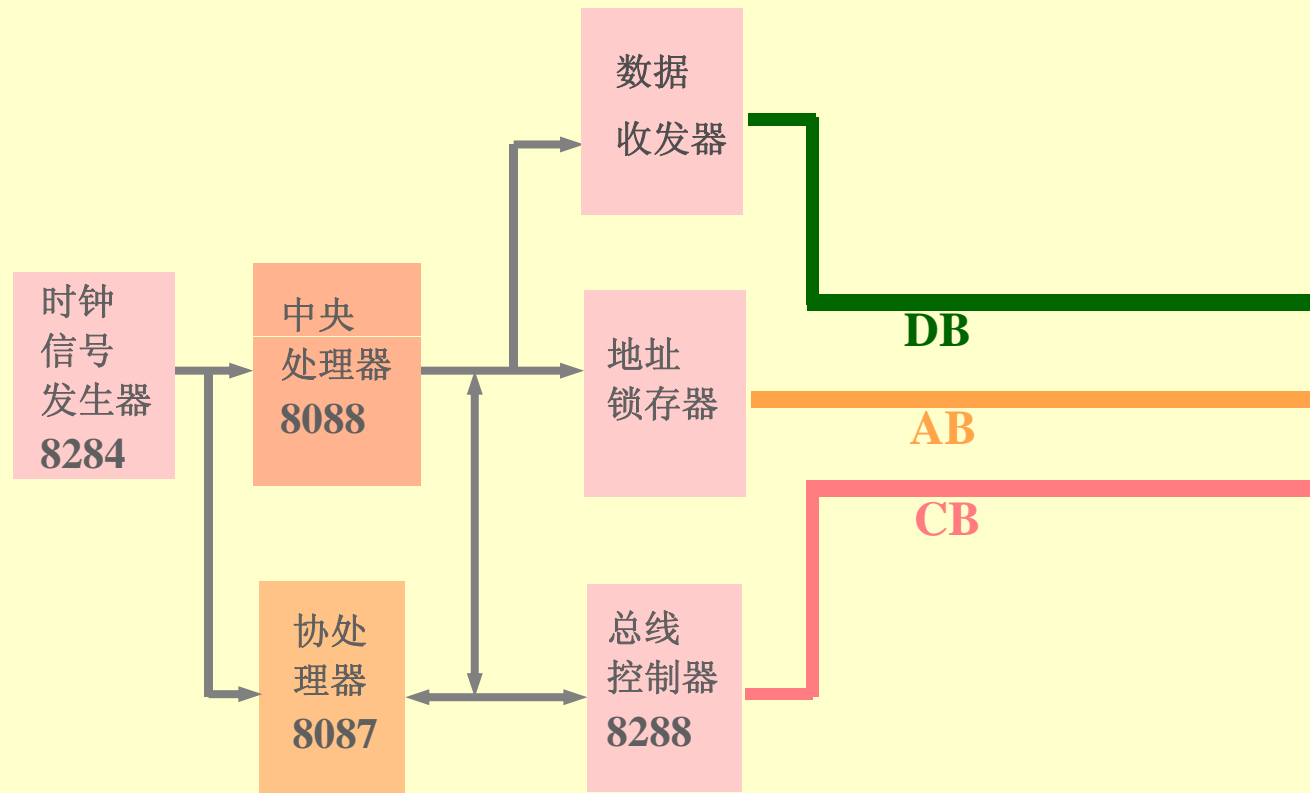 数据
收发器
时钟
信号
发生器
8284
中央
处理器
8088
地址
锁存器
DB
AB
CB
协处
理器
8087
总线
控制器
8288